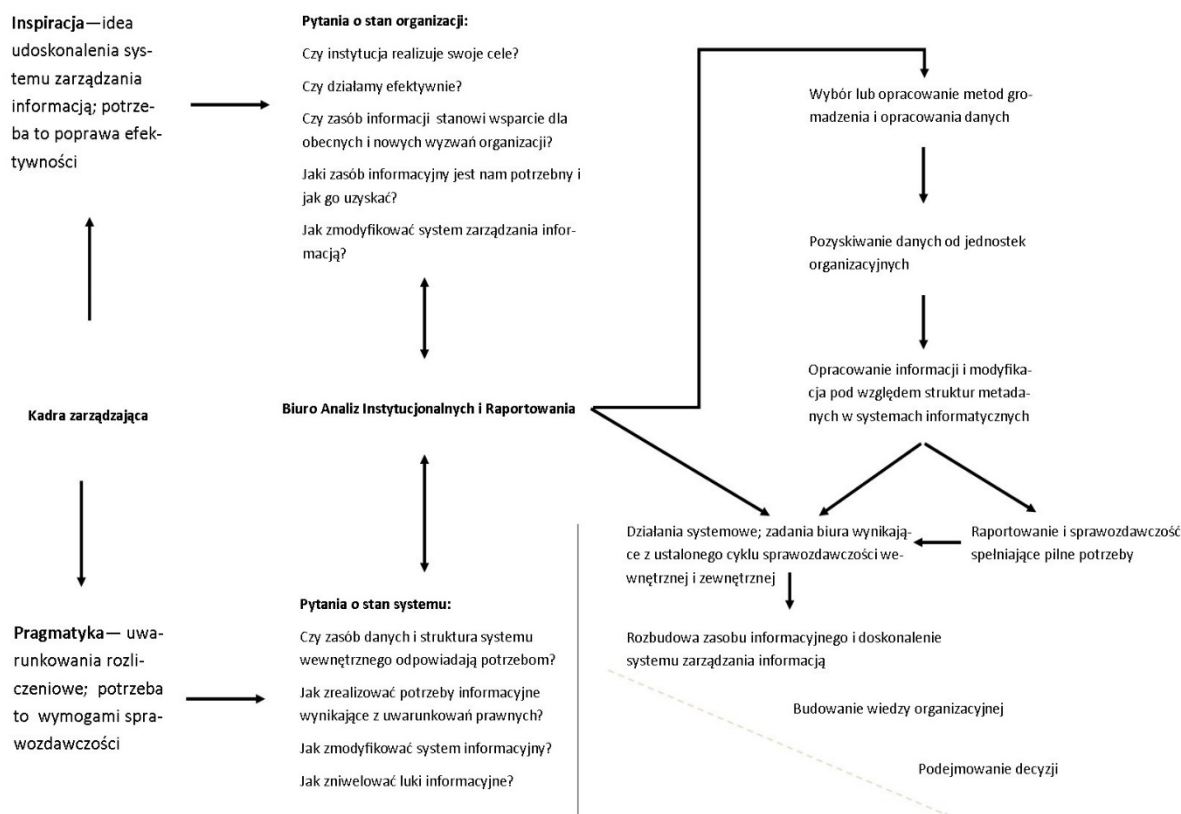 Inspiracja—idea
udoskonalenia sys-
temu zarządzania
informacją; potrze-
ba to poprawa efek-
tywności
Pytania o stan organizacji:
Czy instytucja realizuje swoje cele?
Czy działamy efektywnie?
Czy zasób informacji stanowi wsparcie dla
obecnych i nowych wyzwań organizacji?
Jaki zasób informacyjny jest nam potrzebny i
jak go uzyskać?
Jak zmodyfikować system zarządzania infor-
macją?
Wybór lub opracowanie metod gro-
madzenia i opracowania danych
Pozyskiwanie danych od jednostek
organizacyjnych
Opracowanie informacji i modyfika-
cja pod względem struktur metada-
nych w systemach informatycznych
Kadra zarządzająca
Biuro Analiz Instytucjonalnych i Raportowania
Działania systemowe; zadania biura wynikają-
ce z ustalonego cyklu sprawozdawczości we-
wnętrznej i zewnętrznej
Raportowanie i sprawozdawczość
spełniające pilne potrzeby
Pragmatyka— uwa-
runkowania rozli-
czeniowe; potrzeba
to wymogami spra-
wozdawczości
Pytania o stan systemu:
Czy zasób danych i struktura systemu
wewnętrznego odpowiadają potrzebom?
Jak zrealizować potrzeby informacyjne
wynikające z uwarunkowań prawnych?
Jak zmodyfikować system informacyjny?
Jak zniwelować luki informacyjne?
Rozbudowa zasobu informacyjnego i doskonalenie
systemu zarządzania informacją
Budowanie wiedzy organizacyjnej
Podejmowanie decyzji